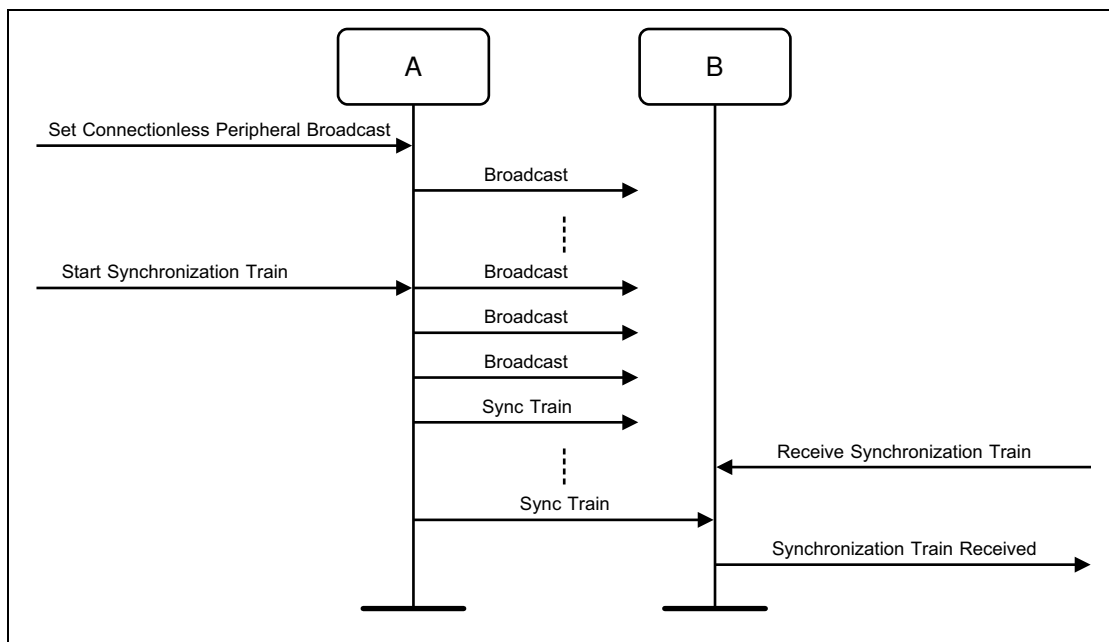 A
B
Set Connectionless Peripheral Broadcast
Broadcast
Start Synchronization Train
Broadcast
Broadcast
Broadcast
Sync Train
Receive Synchronization Train
Sync Train
Synchronization Train Received